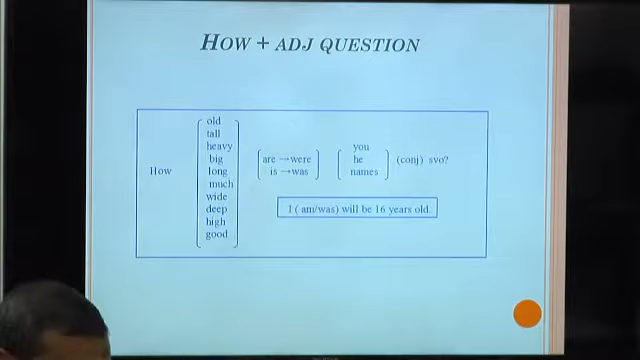 HOW + ADJ QUESTION
old
tall
heavy
big
How
long
much
wide
deep
high
good
are → were
is → was
you
he
names
(conj) svo?
I ( am/was) will be 16 years old.